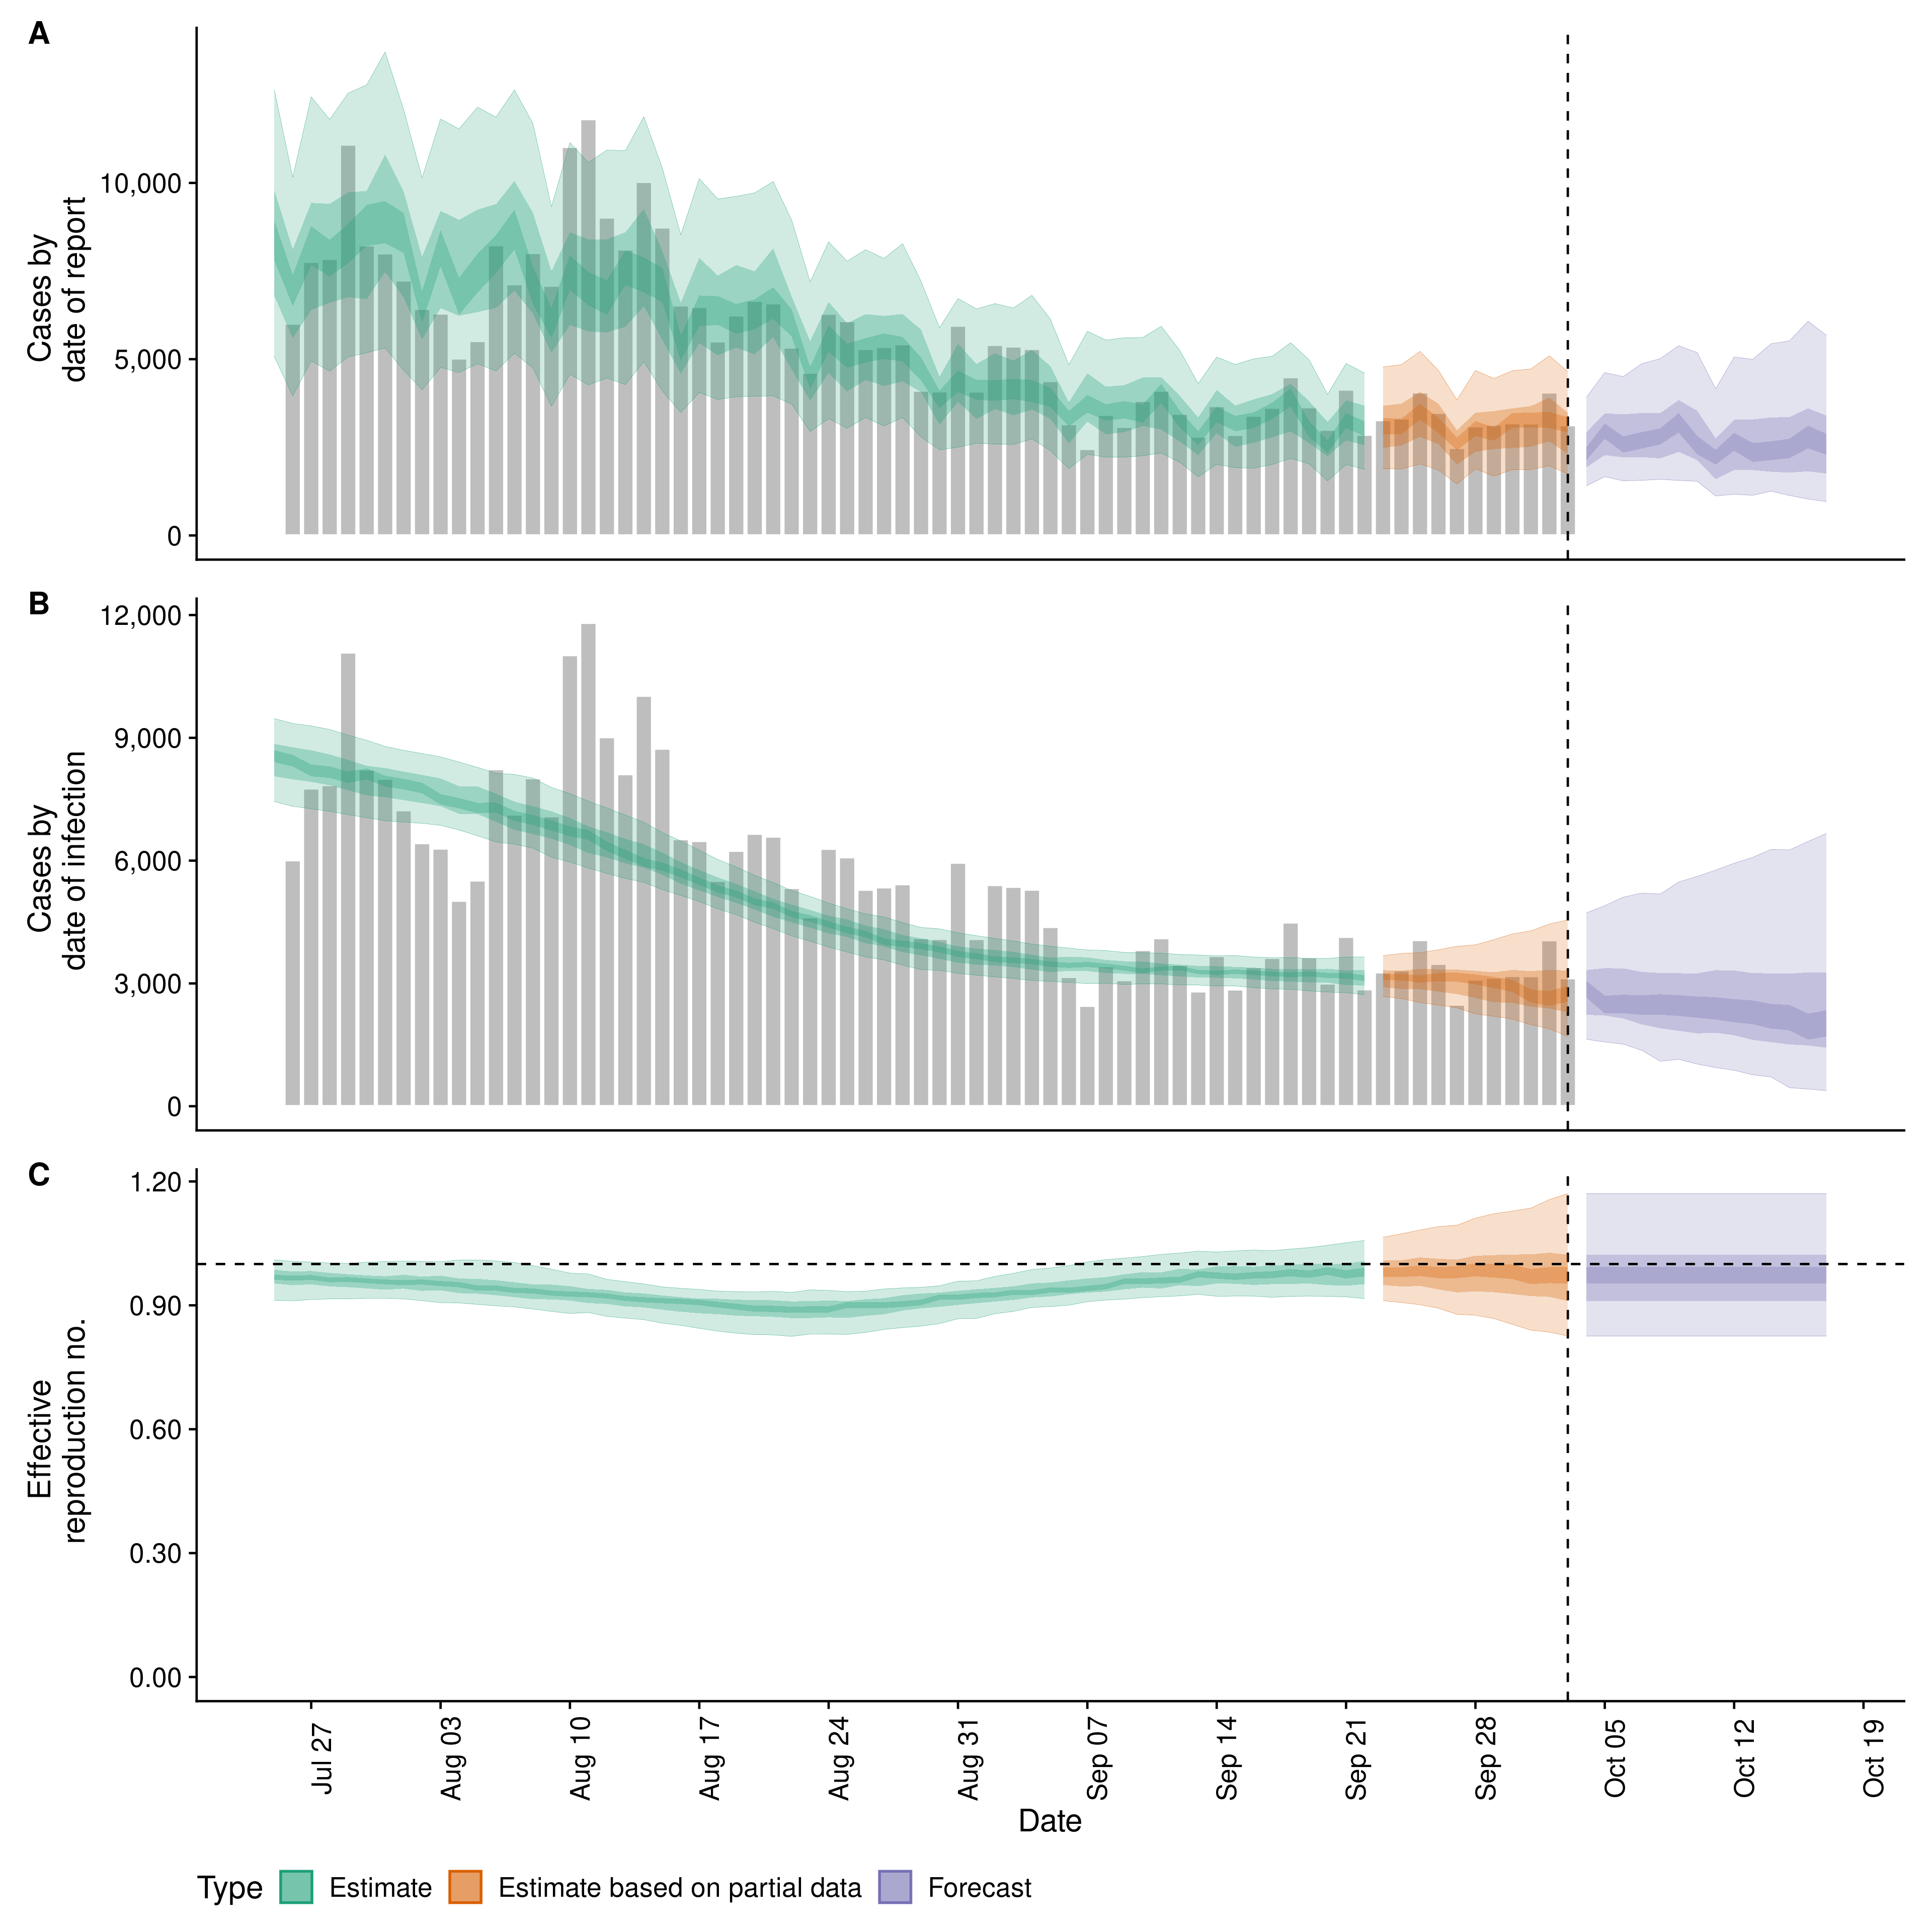 A
Cases by
date of report
10,000
5,000
0
B
Cases by
date of infection
12,000
9,000
6,000
3,000
0
C
Effective
reproduction no.
1.20
0.90
0.60
0.30
0.00
Jul 27
Aug 03
Aug 10
Aug 17
Aug 24
Aug 31
Sep 07
Sep 14
Sep 21
Sep 28
Oct 05
Oct 12
Oct 19
Date
Type Estimate Estimate based on partial data Forecast